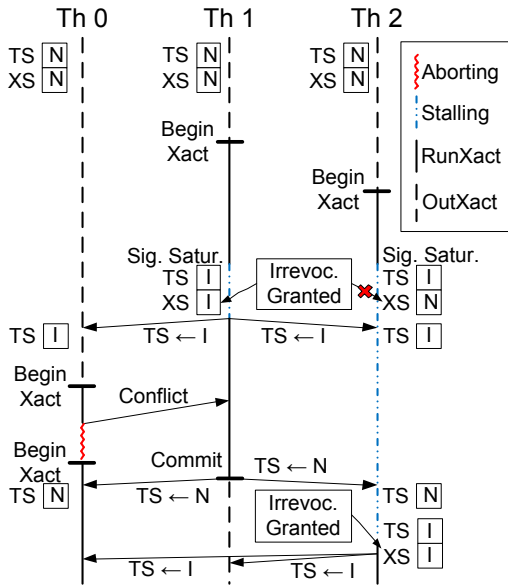 Th 0 Th 1 Th 2
TS N TS N TS N
XS N XS N XS N
Aborting
Stalling
RunXact
OutXact
Begin
Xact
Begin
Xact
Sig. Satur.
TS I
XS I
Irrevoc.
Granted
Sig. Satur.
TS I
XS N
TS I TS ← I TS ← I TS I
Begin
Xact
Conflict
Begin
Xact
Commit
TS ← N
TS N TS ← N TS N
Irrevoc.
Granted
TS I
XS I
TS ← I TS ← I